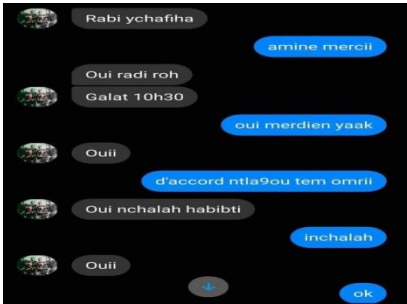 Rabi ychafiha
amine mercii
Oui radi roh
Galat 10h30
oui merdien yaak
Ouii
d'accord ntla9ou tem omrii
Oui nchalah habibti
inchalah
Ouii
ok